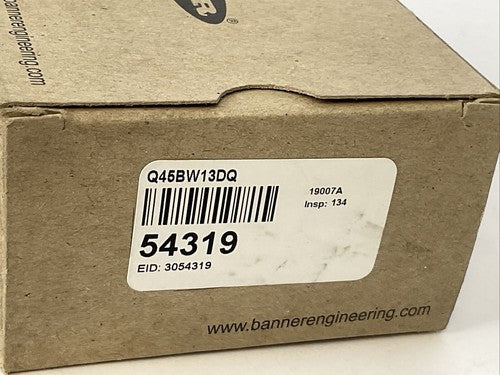 R®
bannerengineering.com
Q45BW13DQ
19007A
Insp: 134
54319
EID: 3054319
www.bannerengineering.com